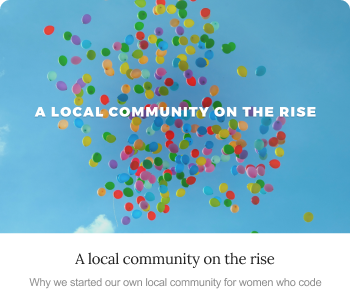 A LOCAL COMMUNITY ON THE RISE
A local community on the rise
Why we started our own local community for women who code